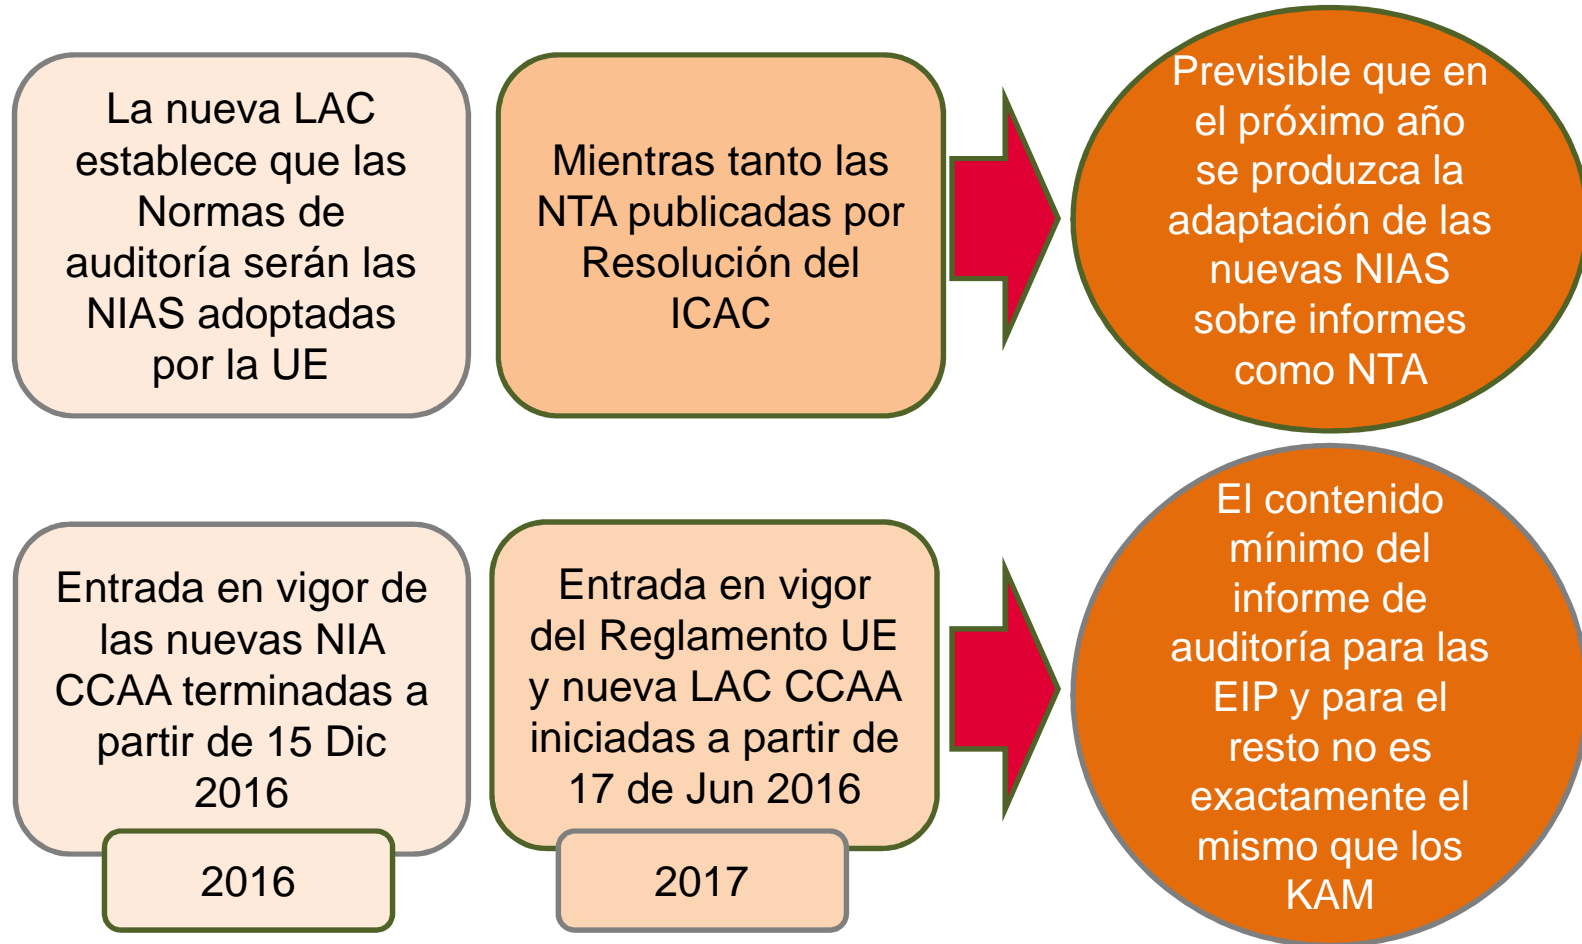 La nueva LAC
establece que las
Normas de
auditoría serán las
NIAS adoptadas
por la UE
Mientras tanto las
NTA publicadas por
Resolución del
ICAC
Previsible que en
el próximo año
se produzca la
adaptación de las
nuevas NIAS
sobre informes
como NTA
Entrada en vigor de
las nuevas NIA
CCAA terminadas a
partir de 15 Dic
2016
2016
Entrada en vigor
del Reglamento UE
y nueva LAC CCAA
iniciadas a partir de
17 de Jun 2016
2017
El contenido
mínimo del
informe de
auditoría para las
EIP y para el
resto no es
exactamente el
mismo que los
KAM